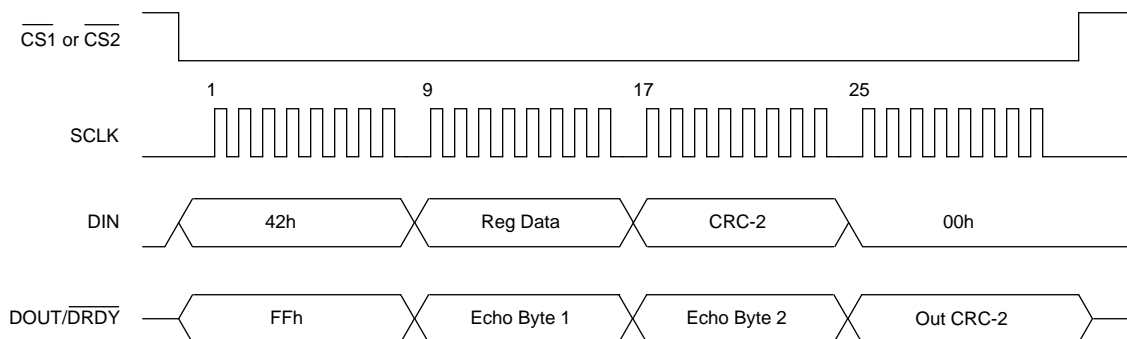 CS1 or CS2
1 9 17 25
SCLK
DIN 42h Reg Data CRC-2 00h
DOUT/DRDY FFh Echo Byte 1 Echo Byte 2 Out CRC-2